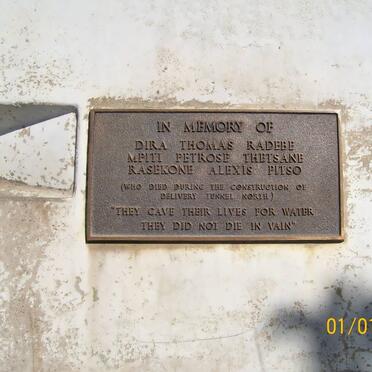 IN MEMORY OF
DIRA THOMAS RADEBE
MPITI PETROSE THETSANE
RASEKONE ALEXIS PITSO
(WHO DIED DURING THE CONSTRUCTION OF
DELIVERY TUNNEL NORTH)
"THEY GAVE THEIR LIVES FOR WATER
THEY DID NOT DIE IN VAIN"
01/01